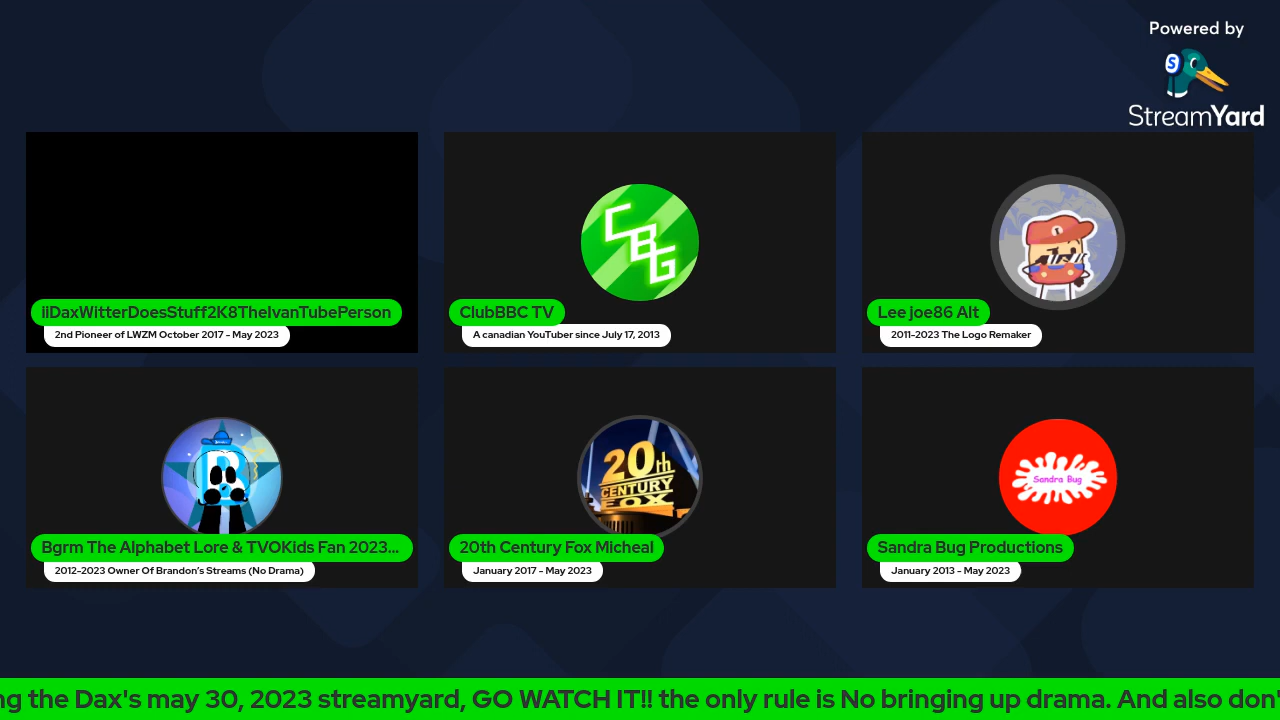 Powered by
StreamYard
iiDaxWitterDoesStuff2K8TheIvanTubePerson
2nd Pioneer of LWZM October 2017 - May 2023
CBG
ClubBBC TV
A canadian YouTuber since July 17, 2013
Lee joe86 Alt
2011-2023 The Logo Remaker
Bgrm The Alphabet Lore & TVOKids Fan 2023...
2012-2023 Owner Of Brandon's Streams (No Drama)
20th
CENTURY
FOX
20th Century Fox Micheal
January 2017 - May 2023
Sandra Bug
Sandra Bug Productions
January 2013 - May 2023
ng the Dax's may 30, 2023 streamyard, GO WATCH IT!! the only rule is No bringing up drama. And also don'